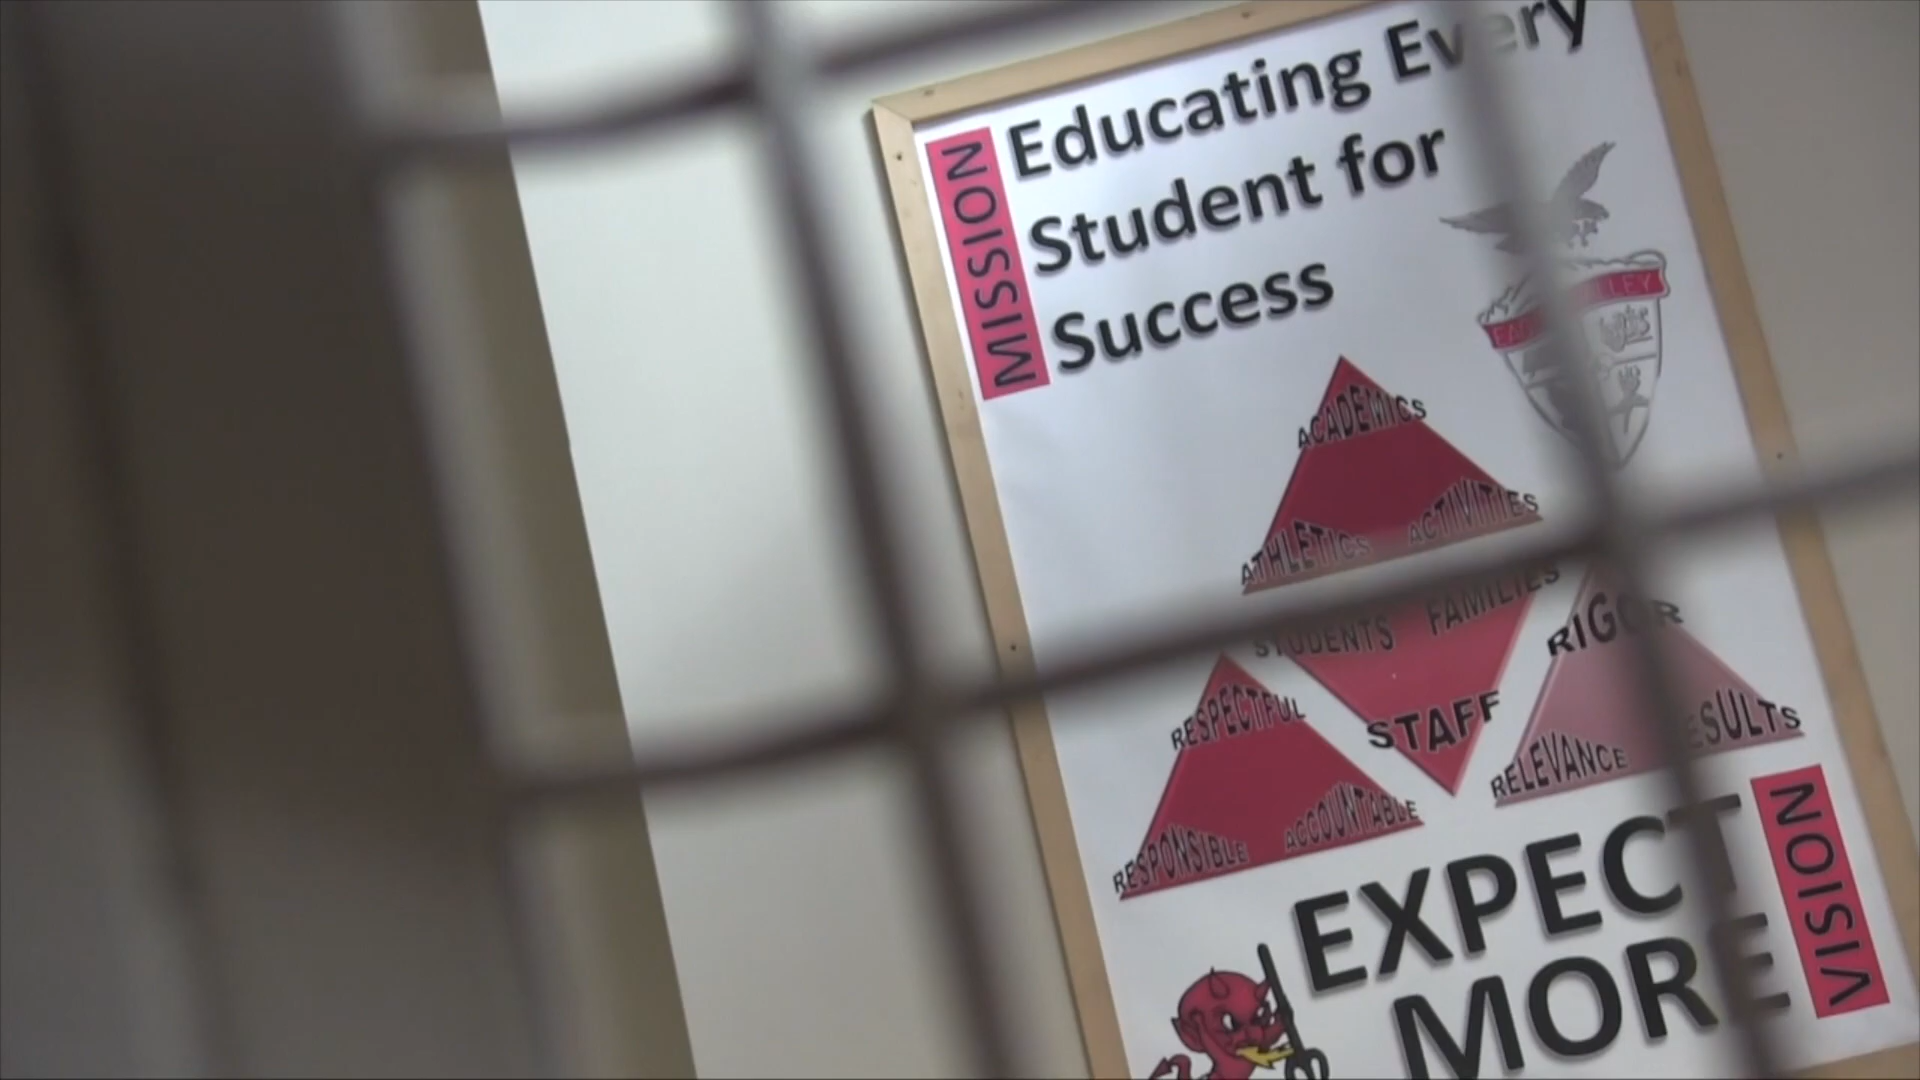 MISSION
Educating Every
Student for
Success
ACADEMICS
ATHLETICS ACTIVITIES
STUDENTS FAMILIES
STAFF
RESPECTFUL
RESPONSIBLE ACCOUNTABLE
RIGOR
RELEVANCE
EXPECT
MORE
VISION